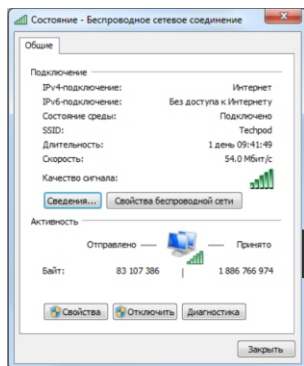 Состояние - Беспроводное сетевое соединение
Общие
Подключение
IPv4-подключение: Интернет
IPv6-подключение: Без доступа к Интернету
Состояние среды: Подключено
SSID: Techpod
Длительность: 1 день 09:41:49
Скорость: 54.0 Мбит/с
Качество сигнала:
Сведения... Свойства беспроводной сети
Активность
Отправлено — — Принято
Байт: 83 107 386 | 1 886 766 974
Свойства Отключить Диагностика
Закрыть